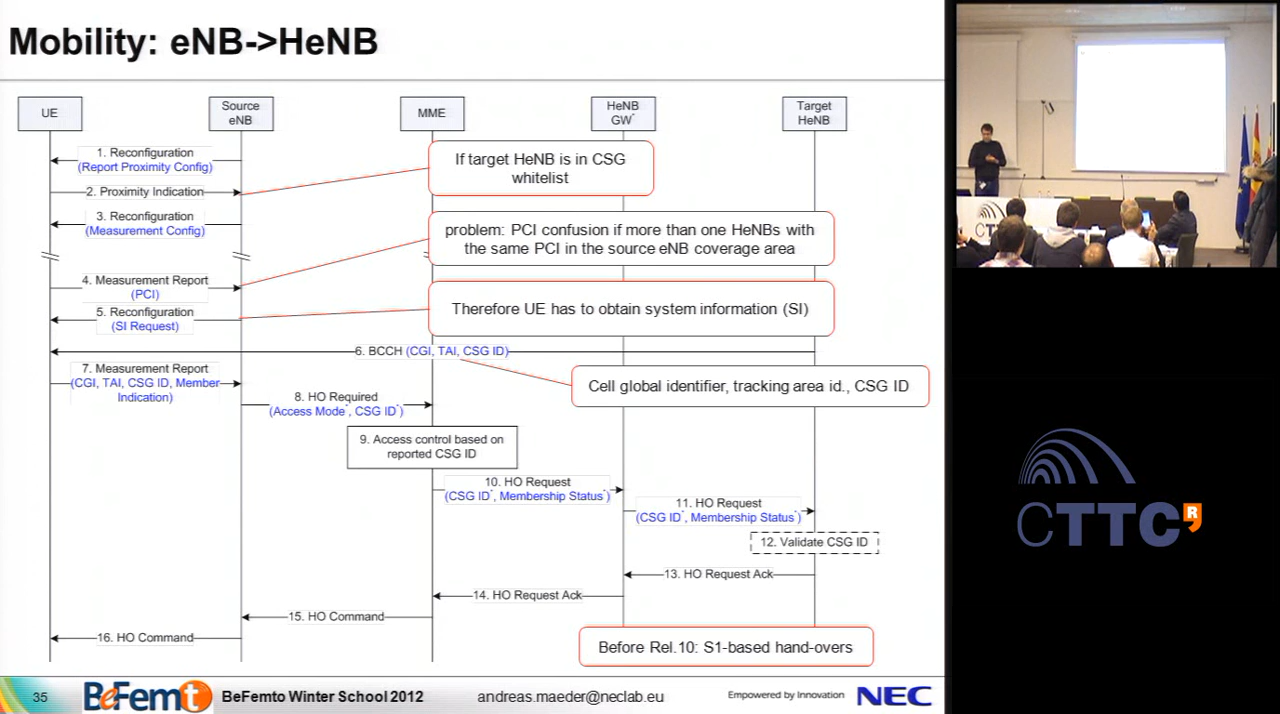 Mobility: eNB->HeNB
UE
Source
eNB
MME
HeNB
GW*
Target
HeNB
1. Reconfiguration
(Report Proximity Config)
If target HeNB is in CSG
whitelist
2. Proximity Indication
3. Reconfiguration
(Measurement Config)
problem: PCI confusion if more than one HeNBs with
the same PCI in the source eNB coverage area
4. Measurement Report
(PCI)
5. Reconfiguration
(SI Request)
Therefore UE has to obtain system information (SI)
6. BCCH (CGI, TAI, CSG ID)
7. Measurement Report
(CGI, TAI, CSG ID, Member
Indication)
Cell global identifier, tracking area id., CSG ID
8. HO Required
(Access Mode*, CSG ID*)
9. Access control based on
reported CSG ID
10. HO Request
(CSG ID*, Membership Status*)
11. HO Request
(CSG ID*, Membership Status*)
12. Validate CSG ID
13. HO Request Ack
14. HO Request Ack
15. HO Command
16. HO Command
Before Rel.10: S1-based hand-overs
35
BeFemto
BeFemto Winter School 2012
andreas.maeder@neclab.eu
Empowered by Innovation
NEC
CTTC